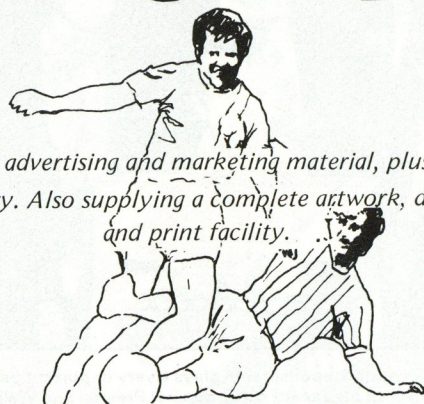 advertising and marketing material, plus
y. Also supplying a complete artwork, d
and print facility.